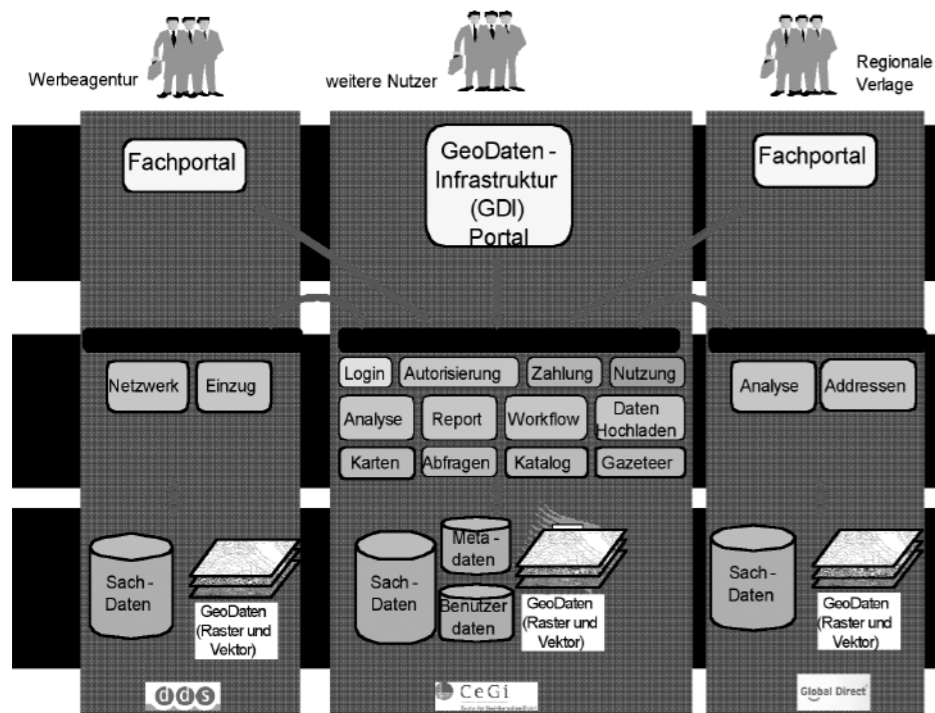 Werbeagentur
weitere Nutzer
Regionale
Verlage
Fachportal
GeoDaten -
Infrastruktur
(GDI)
Portal
Fachportal
Netzwerk
Einzug
Login
Autorisierung
Zahlung
Nutzung
Analyse
Report
Workflow
Daten
Hochladen
Karten
Abfragen
Katalog
Gazeteer
Analyse
Addressen
Sach -
Daten
GeoDaten
(Raster und
Vektor)
Sach -
Daten
Meta -
daten
Benutzer
daten
GeoDaten
(Raster und
Vektor)
Sach -
Daten
GeoDaten
(Raster und
Vektor)
dds
CeGi
Global Direct